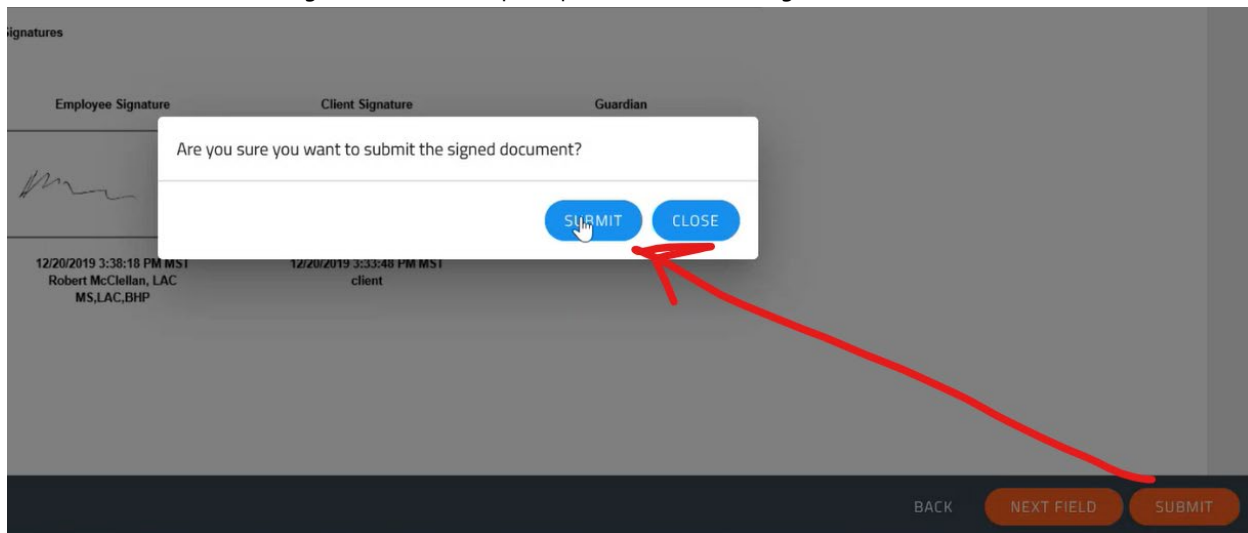 ignatures
Employee Signature Client Signature Guardian
Are you sure you want to submit the signed document?
SUBMIT CLOSE
12/20/2019 3:38:18 PM MST 12/20/2019 3:33:48 PM MST
Robert McClellan, LAC client
MS,LAC,BHP
BACK NEXT FIELD SUBMIT